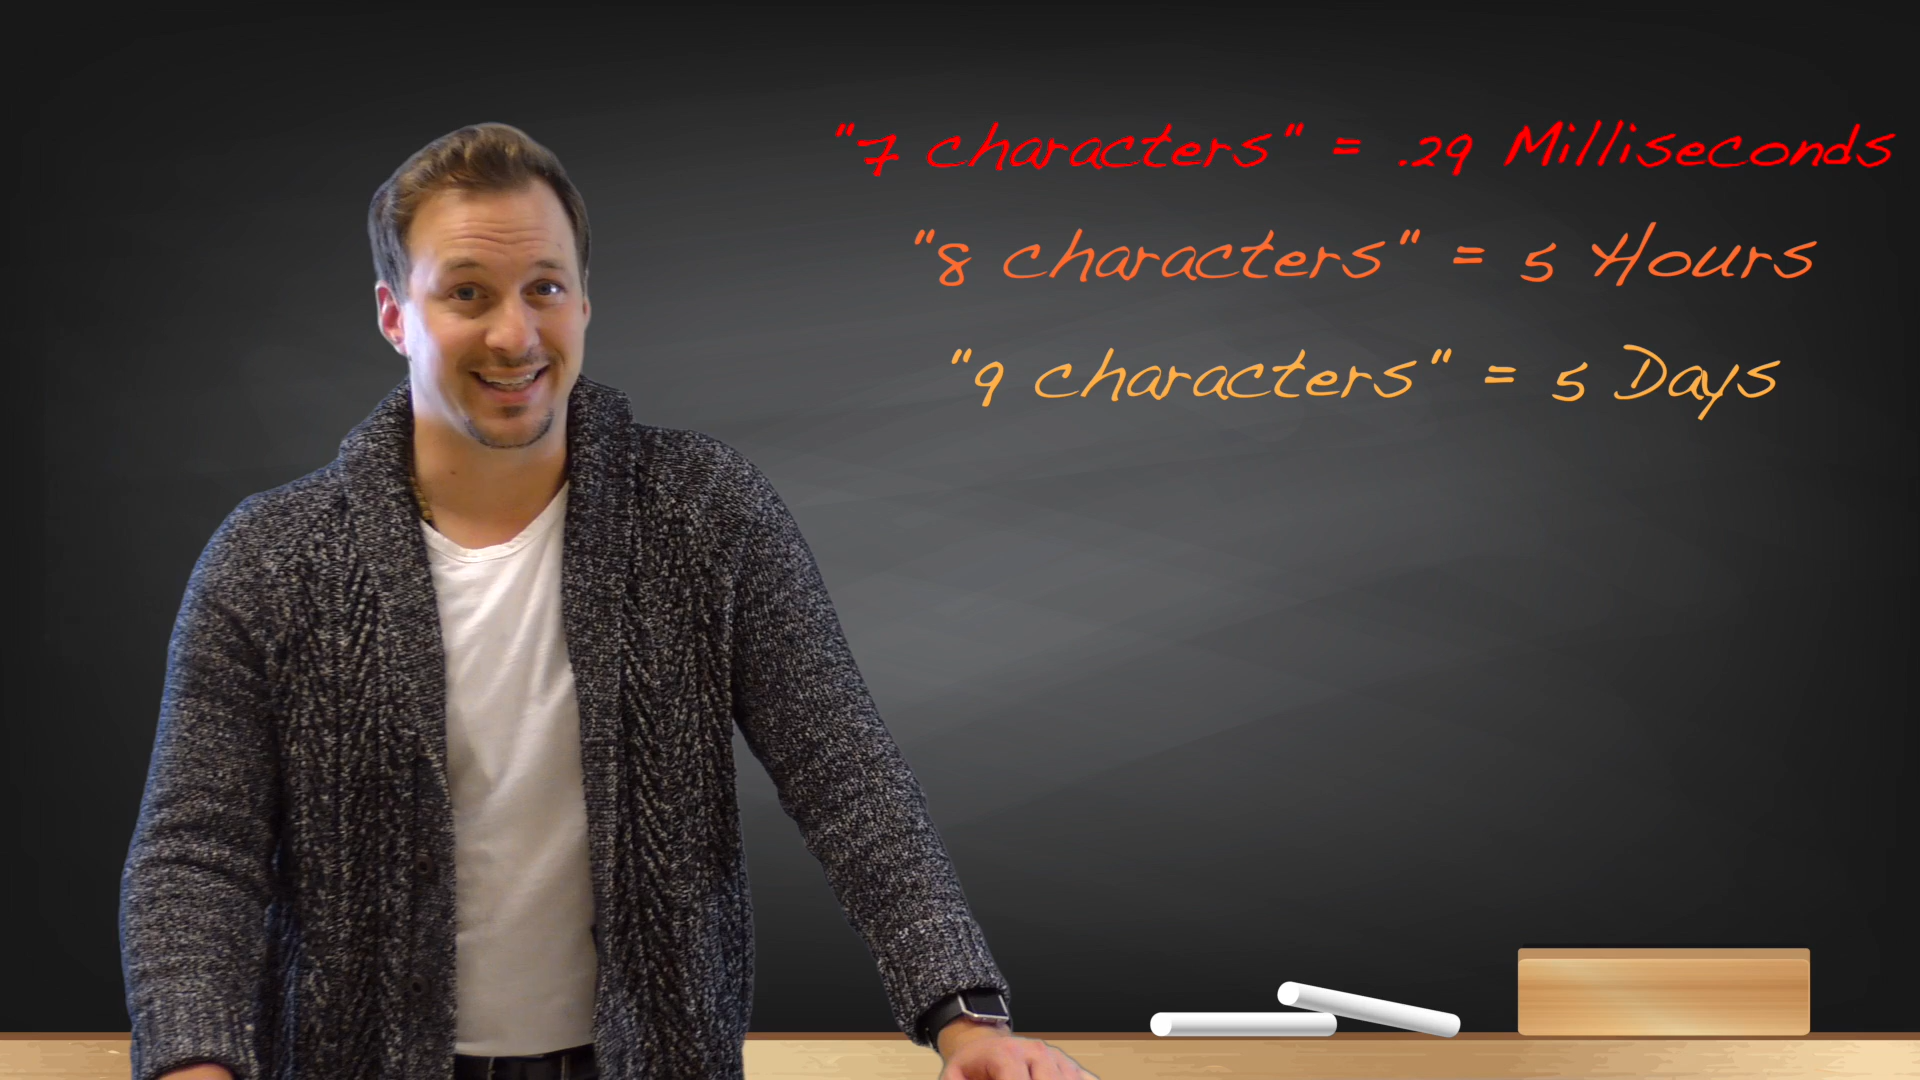 "7 characters" = .29 Milliseconds
"8 characters" = 5 Hours
"9 characters" = 5 Days